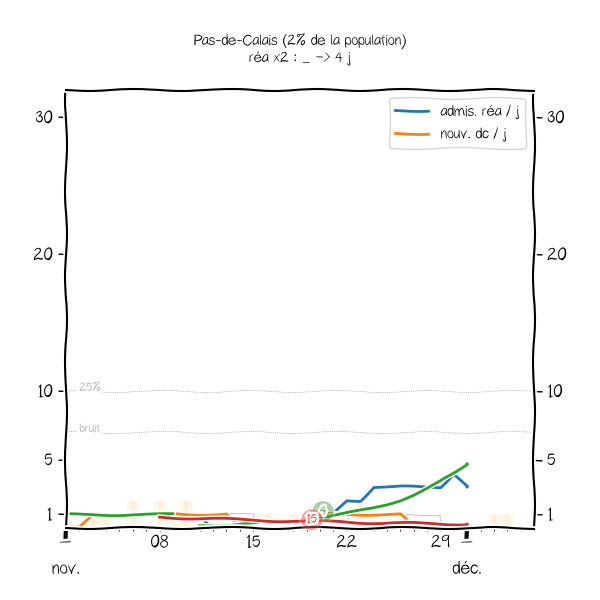 Pas-de-Calais (2% de la population)
réa x2 : _ -> 4 j
admis. réa / j
nouv. dc / j
30 30
20 20
25%
10 10
bruit
5 5
4
15
1 1
08 15 22 29
nov. déc.